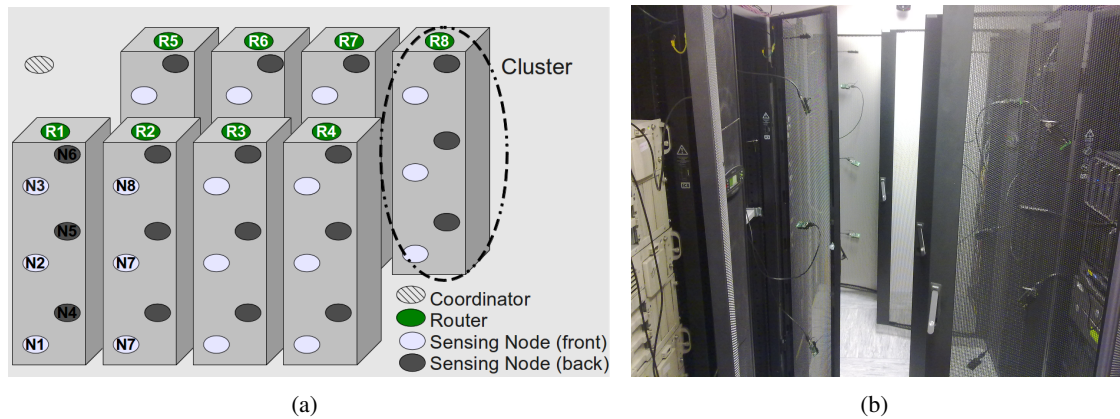 R5 R6 R7 R8
Cluster
R1 R2 R3 R4
N6
N3 N8
N5
N2 N7
N4
N1 N7
Coordinator
Router
Sensing Node (front)
Sensing Node (back)
(a)
(b)